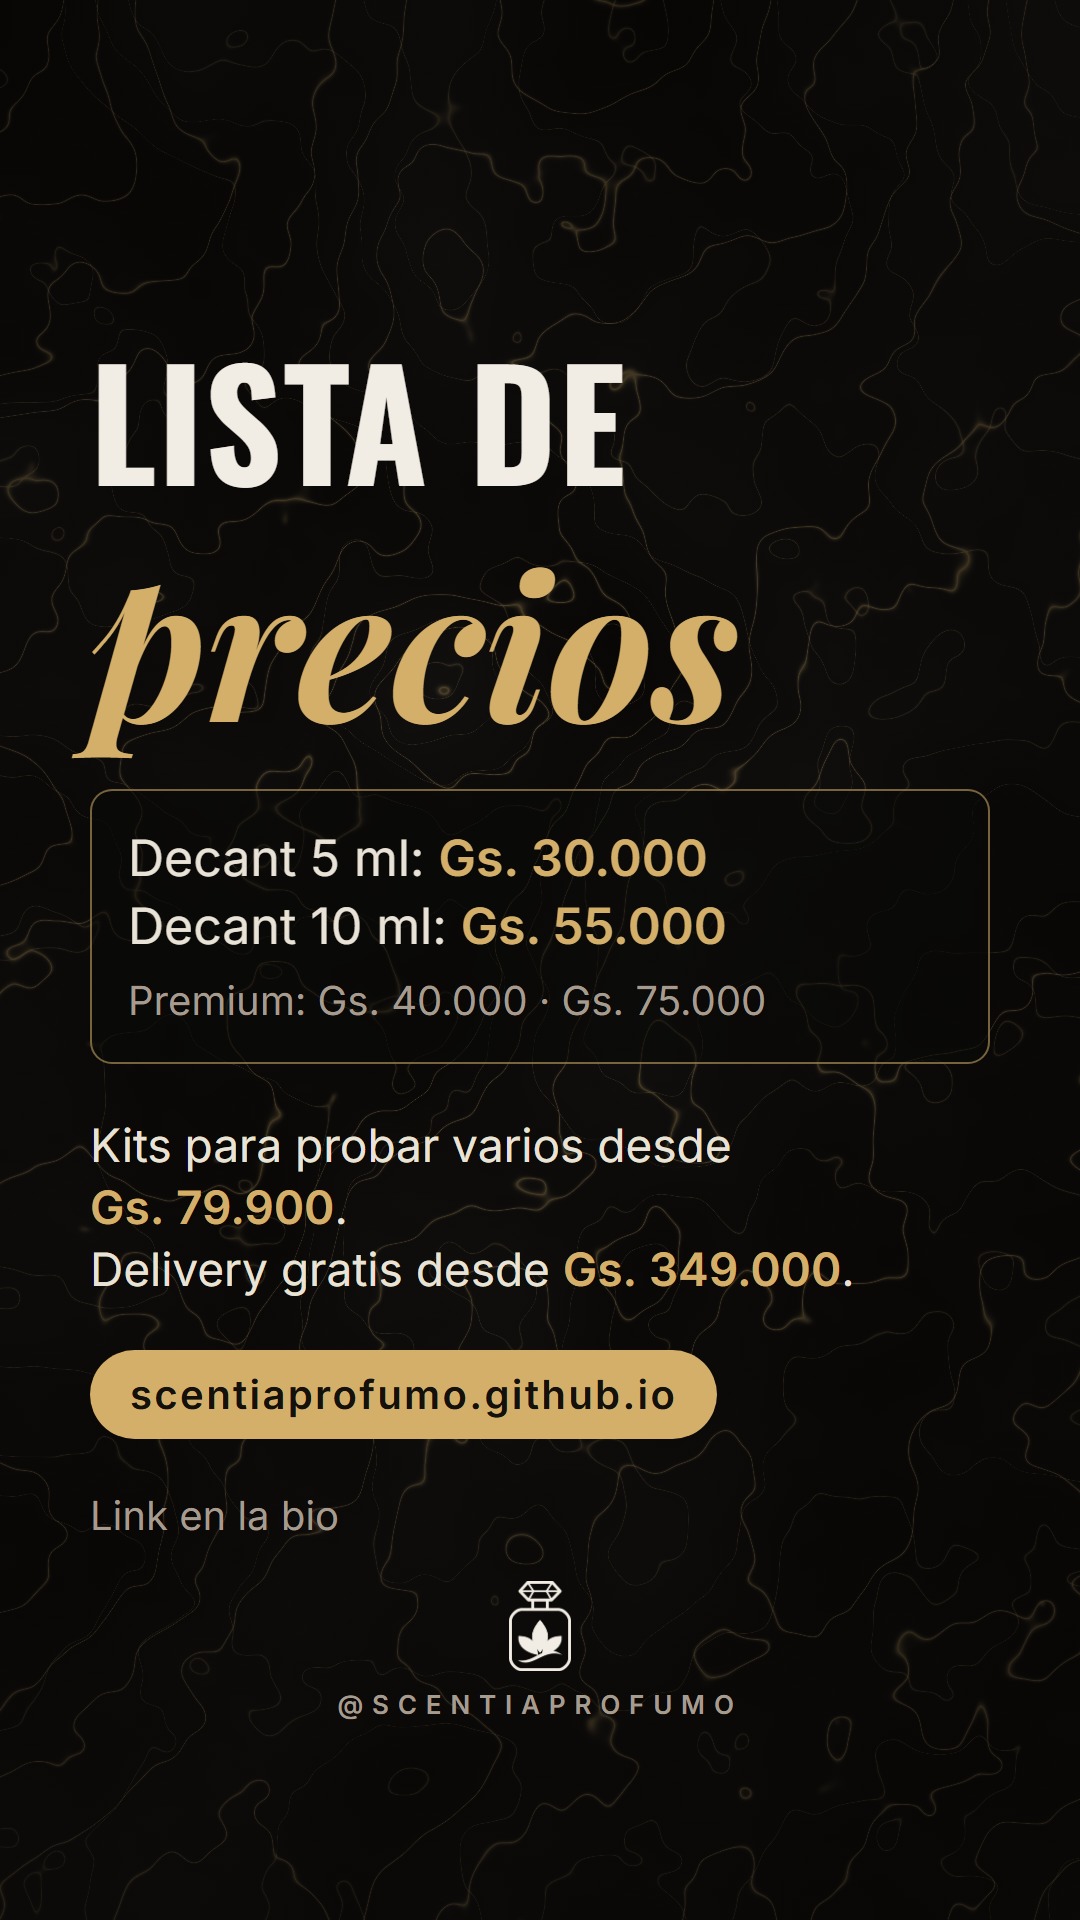 LISTA DE
precios
Decant 5 ml: Gs. 30.000
Decant 10 ml: Gs. 55.000
Premium: Gs. 40.000 · Gs. 75.000
Kits para probar varios desde
Gs. 79.900.
Delivery gratis desde Gs. 349.000.
scentiaprofumo.github.io
Link en la bio
@SCENTIAPROFUMO